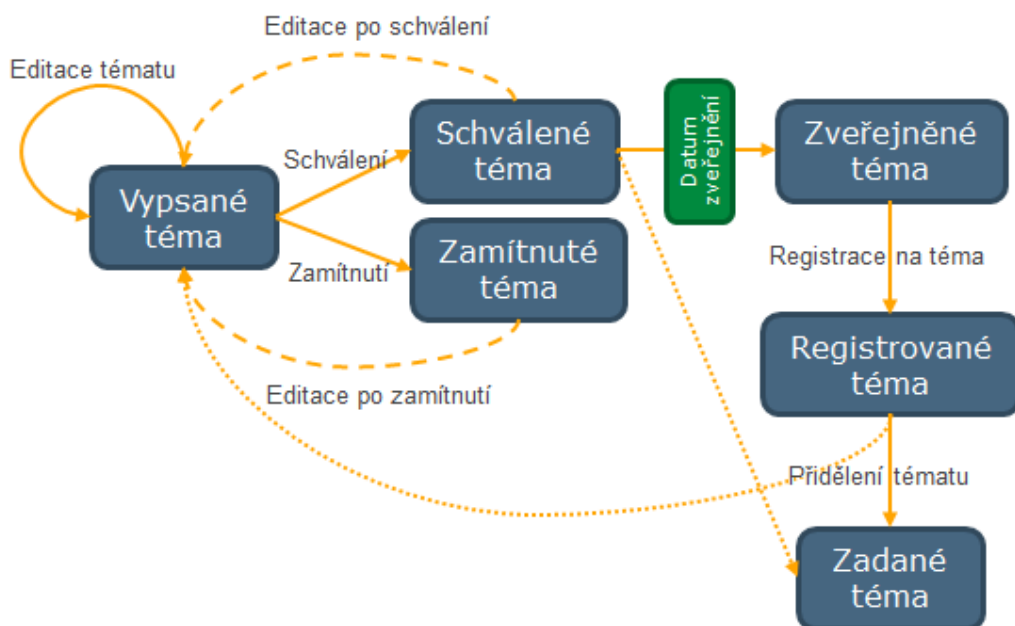 Editace po schválení
Editace tématu
Schválené
téma
Datum
zveřejnění
Zveřejněné
téma
Schválení
Vypsané
téma
Zamítnuté
téma
Zamítnutí
Registrace na téma
Registrované
téma
Editace po zamítnutí
Přidělení tématu
Zadané
téma